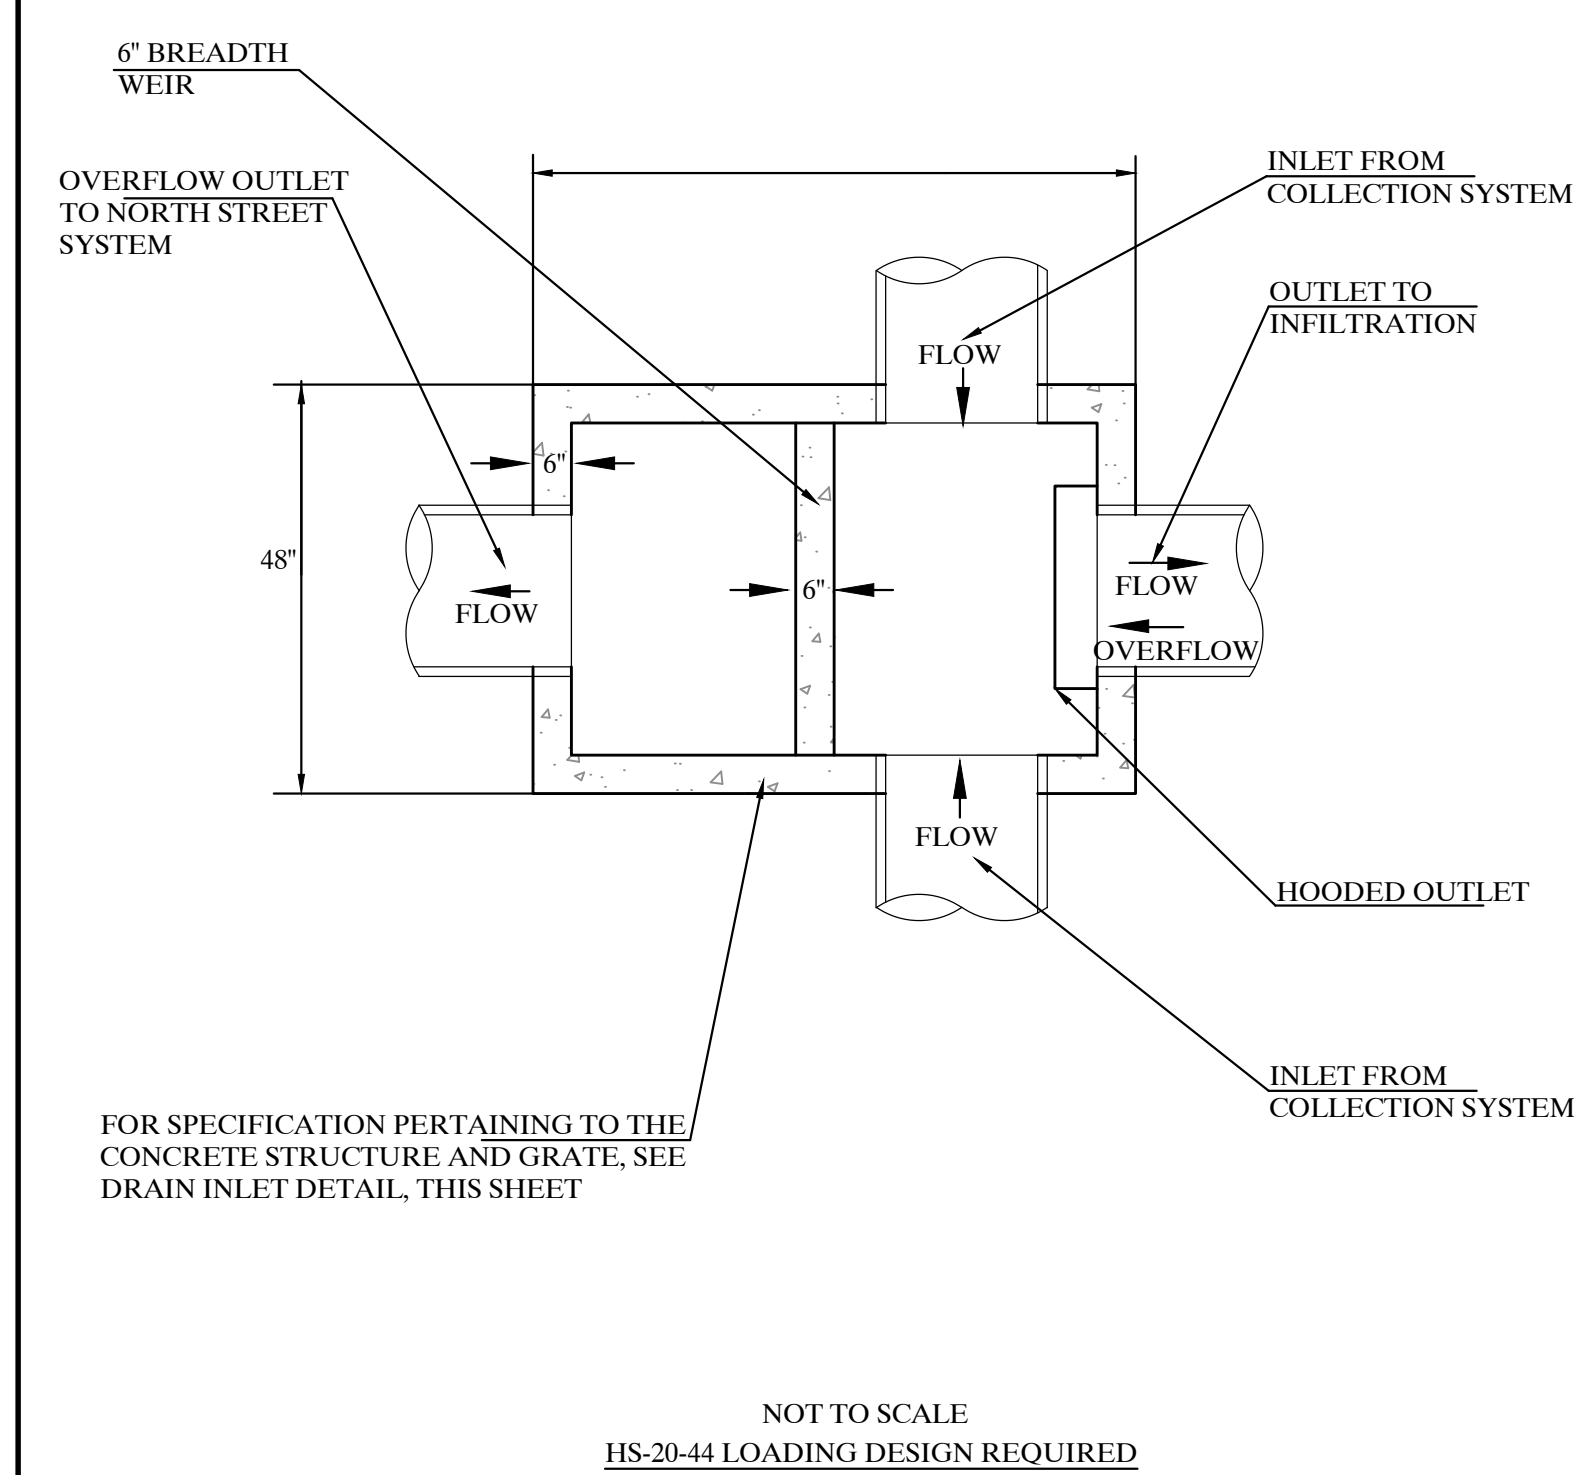 6" BREADTH
WEIR
OVERFLOW OUTLET
TO NORTH STREET
SYSTEM
INLET FROM
COLLECTION SYSTEM
OUTLET TO
INFILTRATION
FLOW
6"
48"
6"
FLOW
FLOW
OVERFLOW
FLOW
HOODED OUTLET
INLET FROM
COLLECTION SYSTEM
FOR SPECIFICATION PERTAINING TO THE
CONCRETE STRUCTURE AND GRATE, SEE
DRAIN INLET DETAIL, THIS SHEET
NOT TO SCALE
HS-20-44 LOADING DESIGN REQUIRED